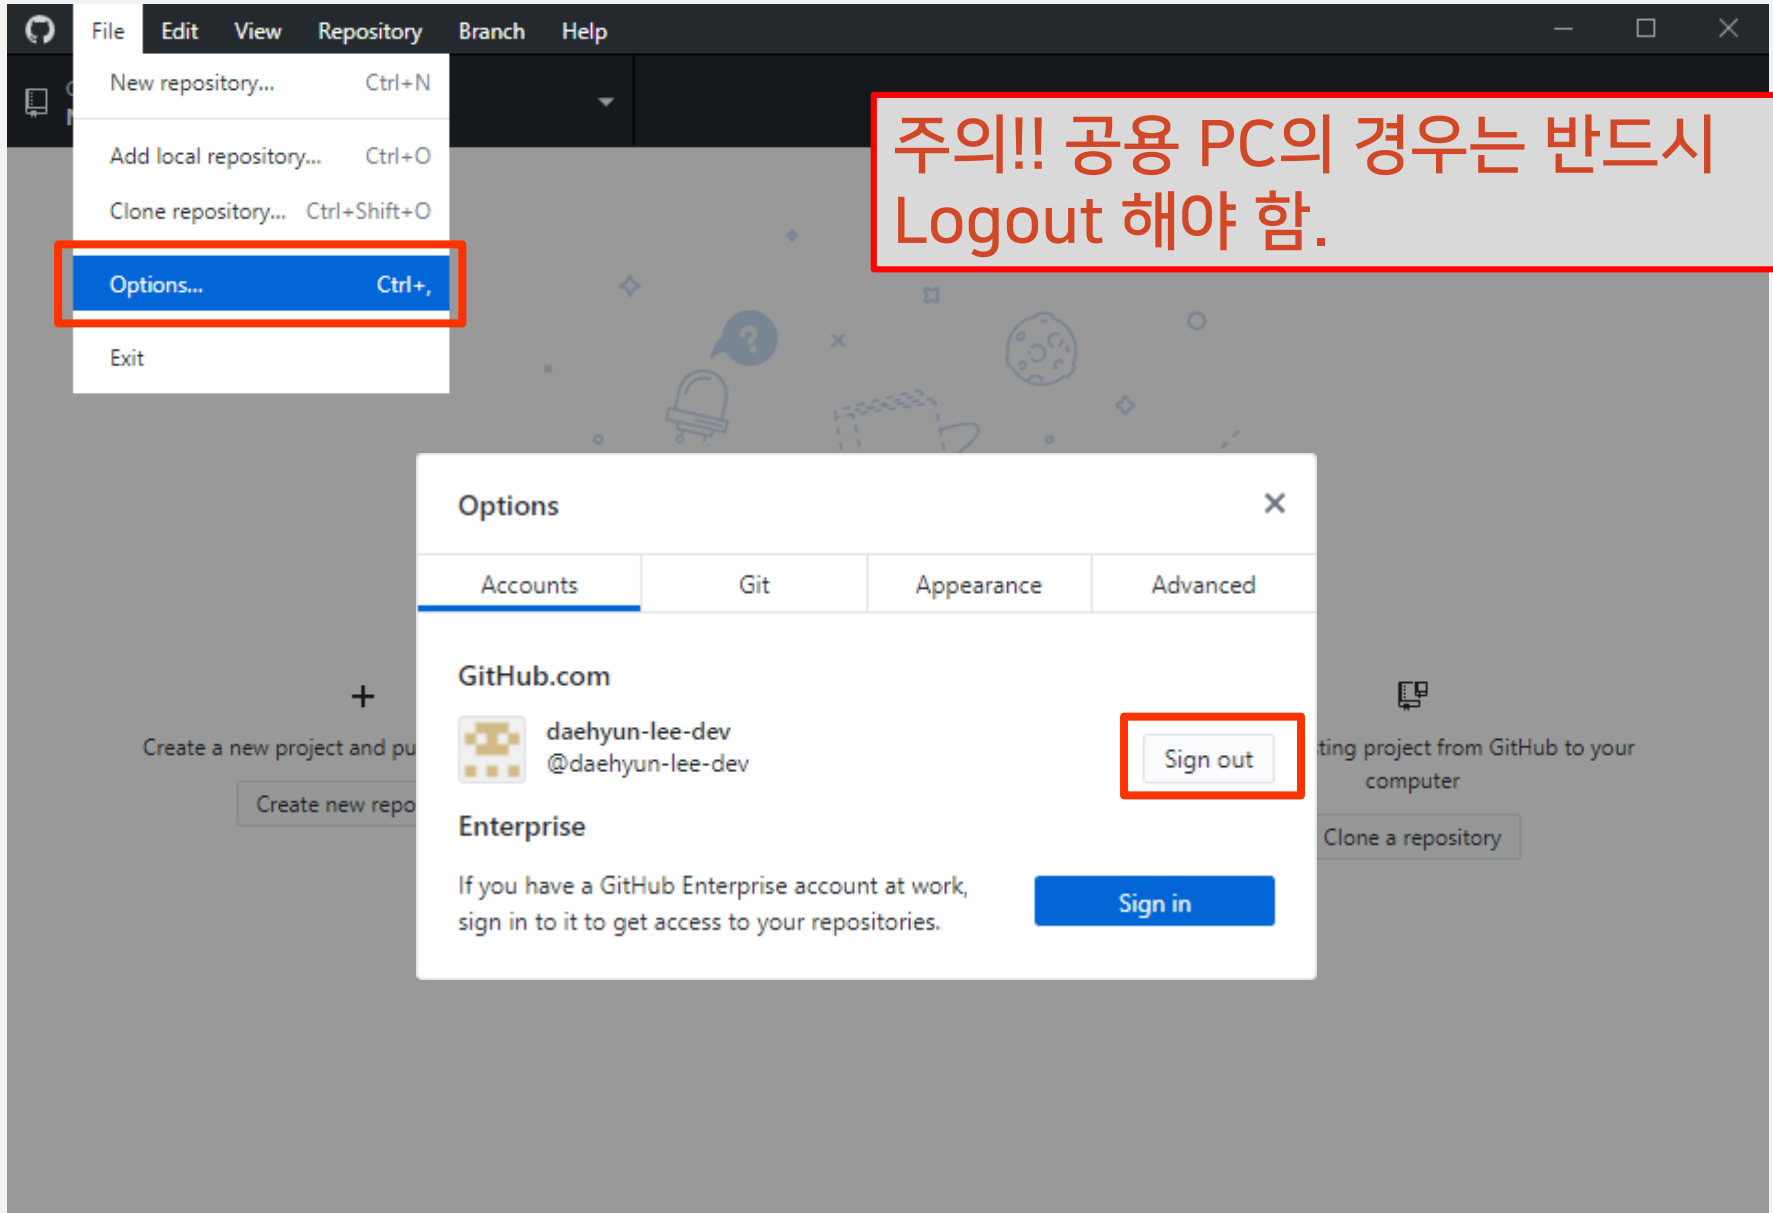 File Edit View Repository Branch Help
New repository... Ctrl+N
Add local repository... Ctrl+O
Clone repository... Ctrl+Shift+O
Options... Ctrl+,
Exit
주의!! 공용 PC의 경우는 반드시
Logout 해야 함.
Options
Accounts Git Appearance Advanced
GitHub.com
daehyun-lee-dev
@daehyun-lee-dev
Sign out
Enterprise
If you have a GitHub Enterprise account at work,
sign in to it to get access to your repositories.
Sign in
Create a new project and pu
Create new repo
ting project from GitHub to your
computer
Clone a repository